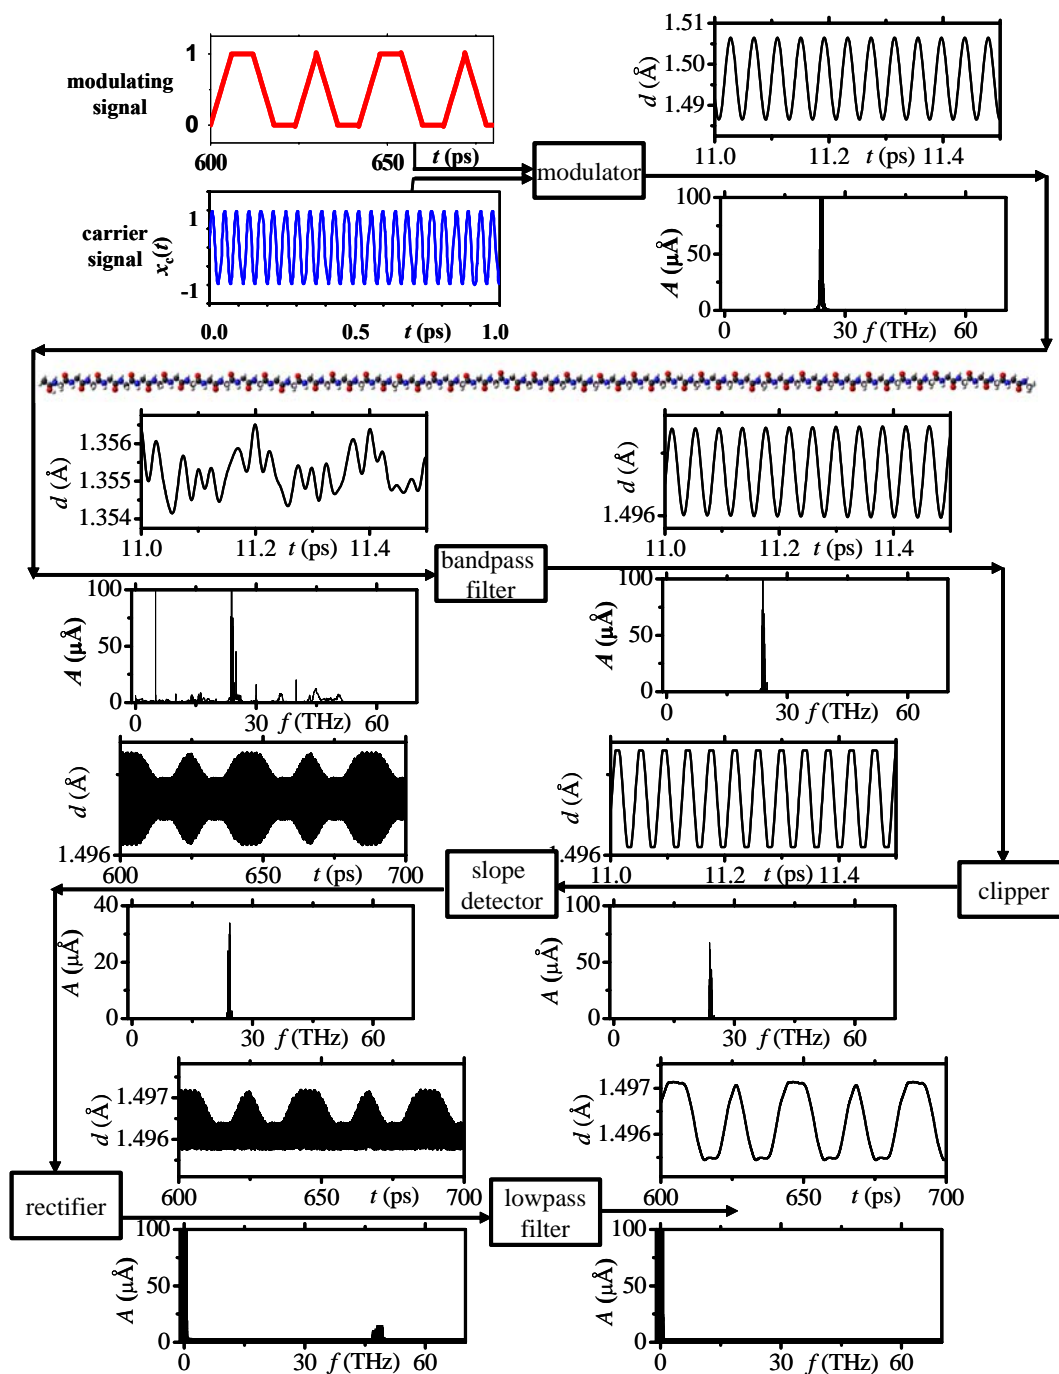 modulating
signal
1
0
600
650
t (ps)
1.51
1.50
1.49
d (Å)
11.0
11.2
11.4
modulator
carrier
signal
x_c(t)
1
-1
0.0
0.5
t (ps)
1.0
100
50
0
A (µÅ)
0
30
f (THz)
60
1.356
1.355
1.354
d (Å)
11.0
11.2
t (ps)
11.4
d (Å)
1.496
11.0
11.2
t (ps)
11.4
bandpass
filter
100
50
0
A (µÅ)
0
30
f (THz)
60
100
50
0
A (µÅ)
0
30
f (THz)
60
d (Å)
1.496
600
650
t (ps)
700
d (Å)
1.496
11.0
11.2
t (ps)
11.4
slope
detector
clipper
40
20
0
A (µÅ)
0
30
f (THz)
60
100
50
0
A (µÅ)
0
30
f (THz)
60
1.497
1.496
d (Å)
600
650
t (ps)
700
1.497
1.496
d (Å)
600
650
t (ps)
700
rectifier
lowpass
filter
100
50
0
A (µÅ)
0
30
f (THz)
60
100
50
0
A (µÅ)
0
30
f (THz)
60